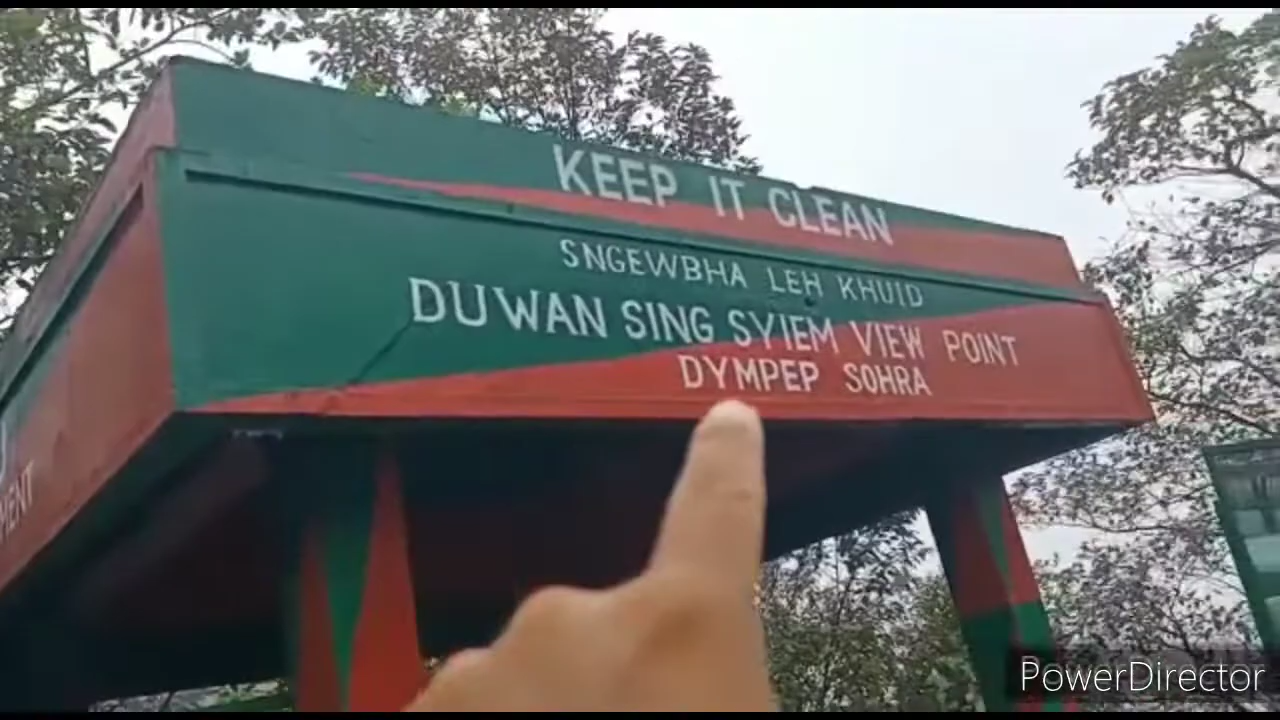 KEEP IT CLEAN
SNGEWBHA LEH KHUID
DUWAN SING SYIEM VIEW POINT
DYMPEP SOHRA
PowerDirector